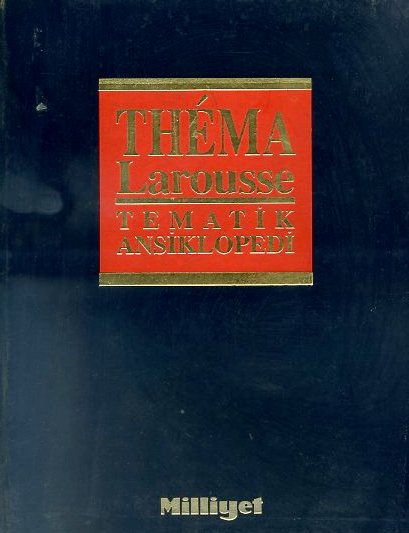 THÉMA
Larousse
TEMATİK
ANSİKLOPEDİ
Milliyet